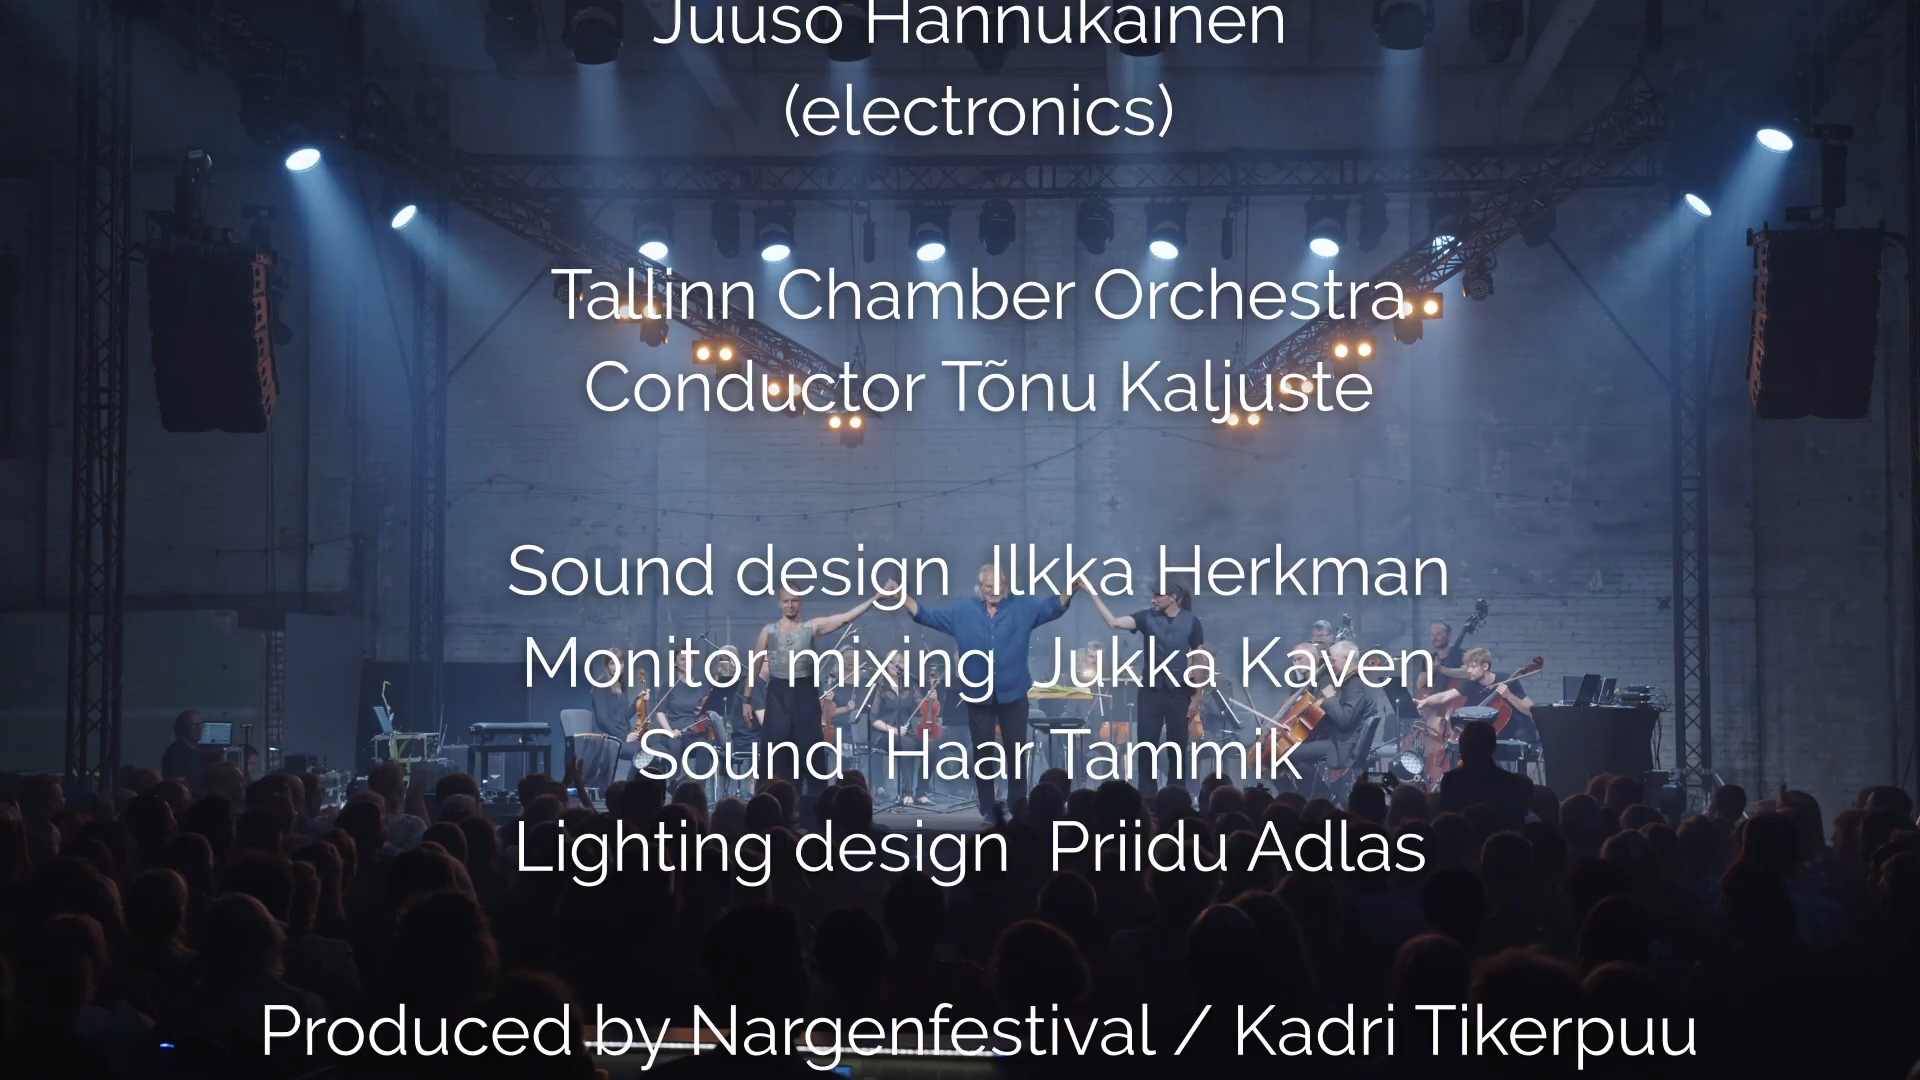 Juuso Hannukainen
(electronics)
Tallinn Chamber Orchestra
Conductor Tõnu Kaljuste
Sound design Ilkka Herkman
Monitor mixing Jukka Kaven
Sound Haar Tammik
Lighting design Priidu Adlas
Produced by Nargenfestival / Kadri Tikerpuu